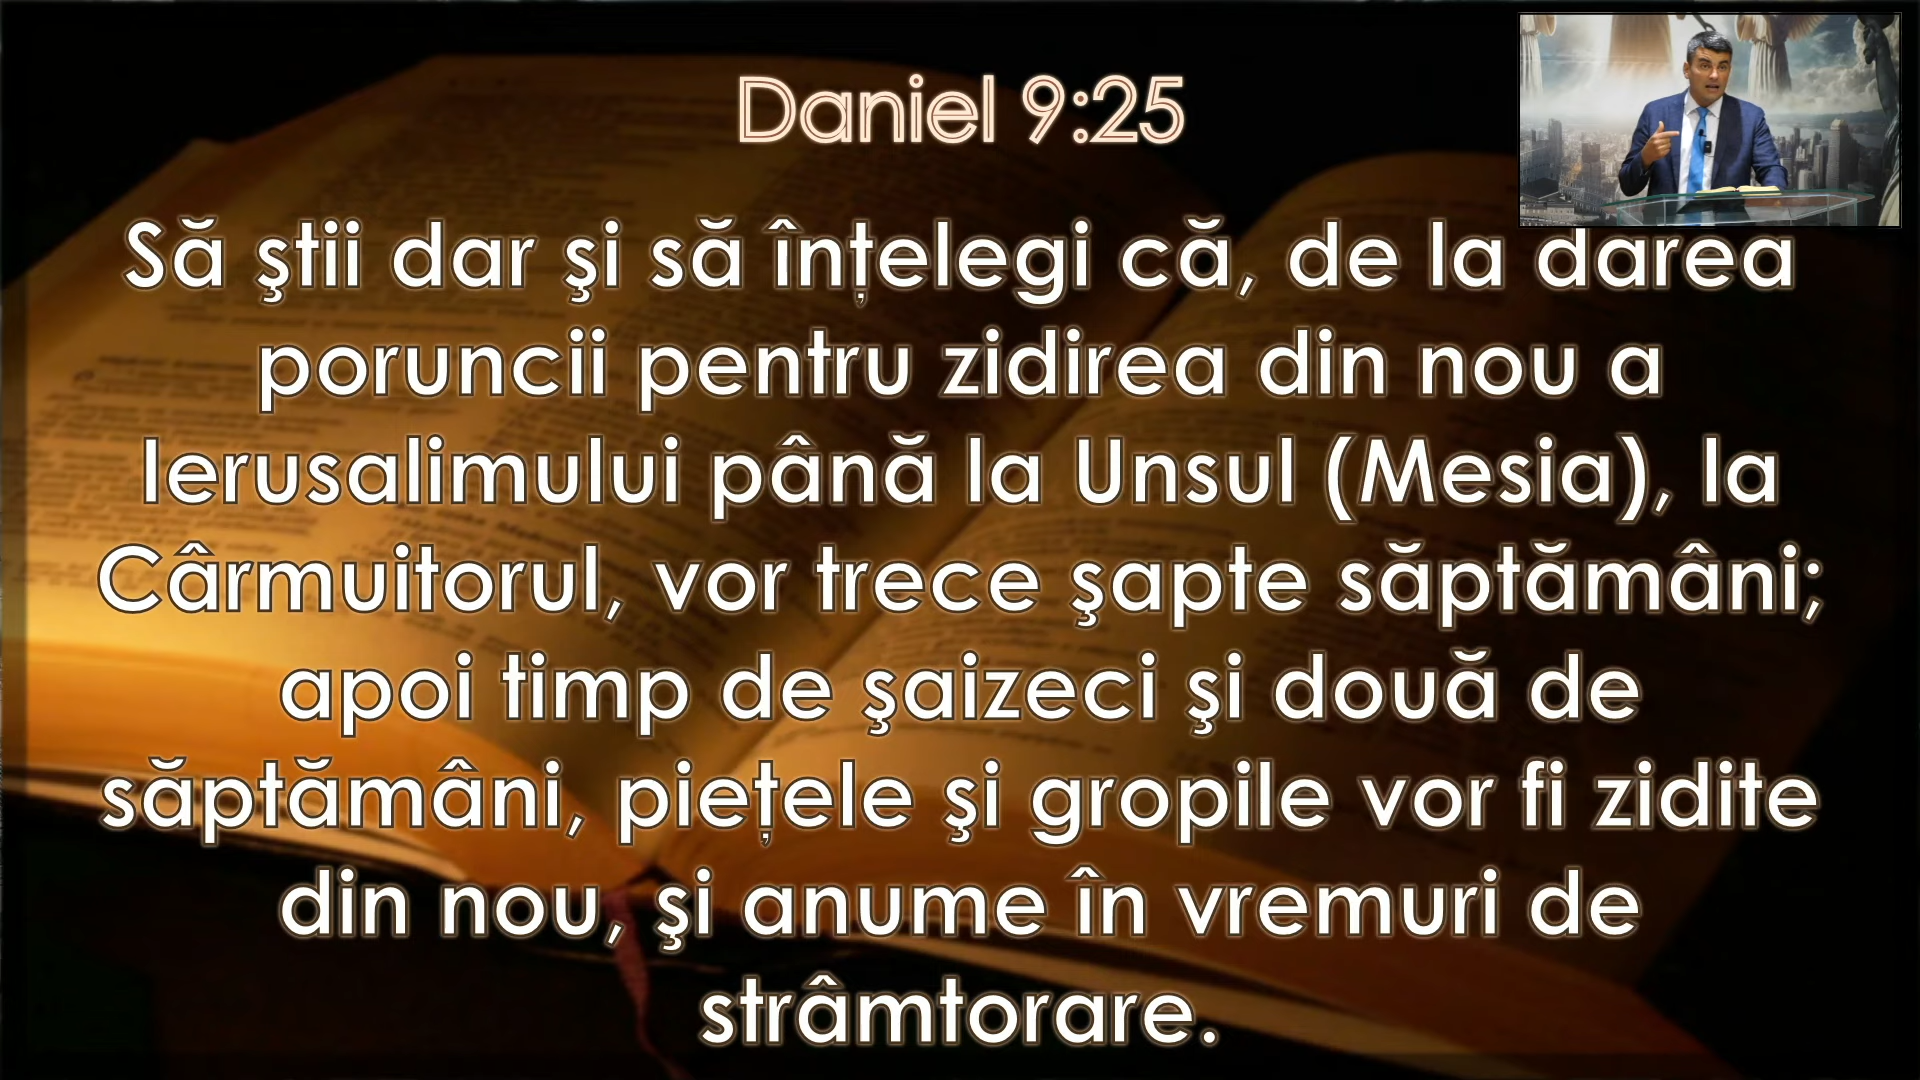 Daniel 9:25
Să ştii dar şi să înţelegi că, de la darea
poruncii pentru zidirea din nou a
Ierusalimului până la Unsul (Mesia), la
Cârmuitorul, vor trece şapte săptămâni;
apoi timp de şaizeci şi două de
săptămâni, pieţele şi gropile vor fi zidite
din nou, şi anume în vremuri de
strâmtorare.